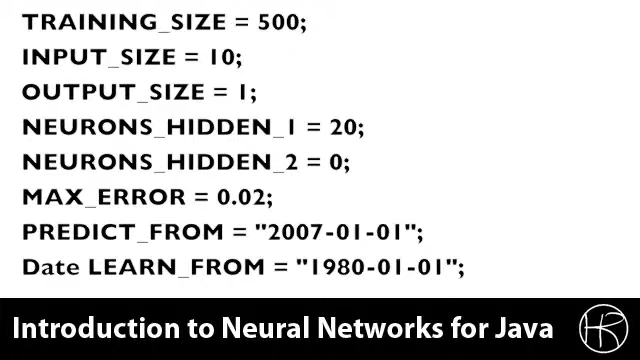 TRAINING_SIZE = 500;
INPUT_SIZE = 10;
OUTPUT_SIZE = 1;
NEURONS_HIDDEN_1 = 20;
NEURONS_HIDDEN_2 = 0;
MAX_ERROR = 0.02;
PREDICT_FROM = "2007-01-01";
Date LEARN_FROM = "1980-01-01";
Introduction to Neural Networks for Java
HR